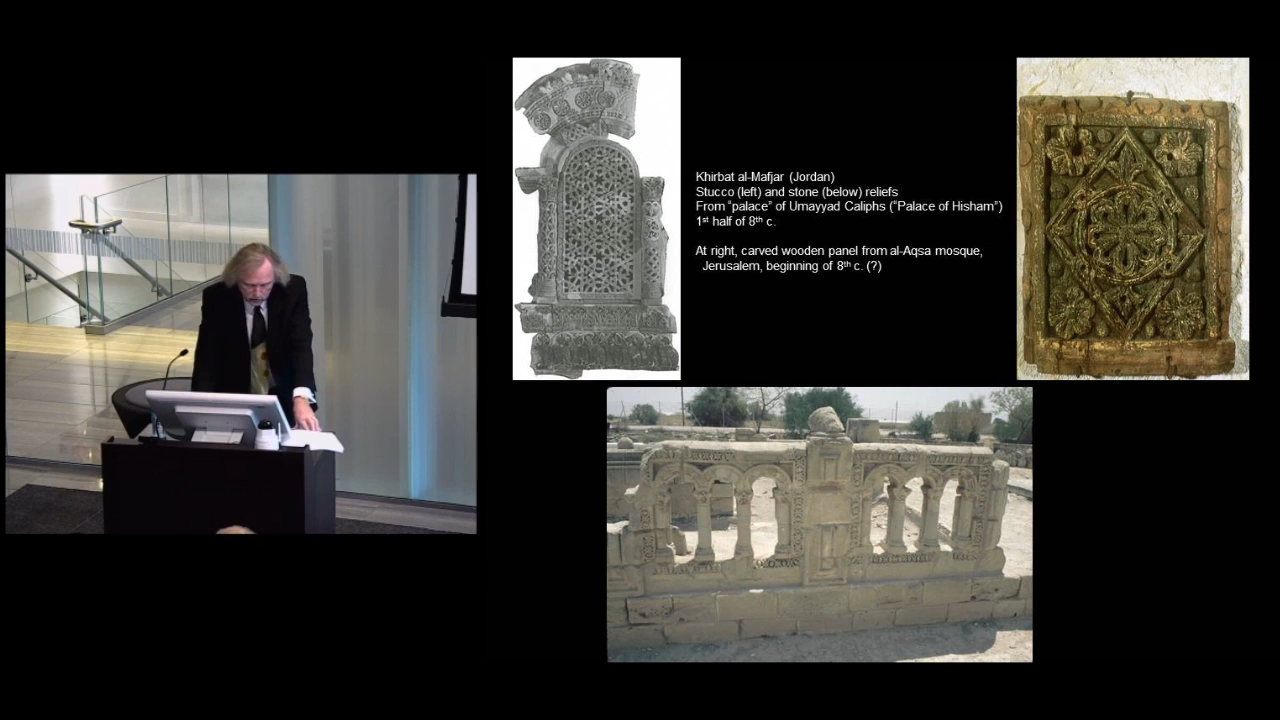 Khirbat al-Mafjar (Jordan)
Stucco (left) and stone (below) reliefs
From “palace” of Umayyad Caliphs (“Palace of Hisham”)
1st half of 8th c.
At right, carved wooden panel from al-Aqsa mosque,
Jerusalem, beginning of 8th c. (?)